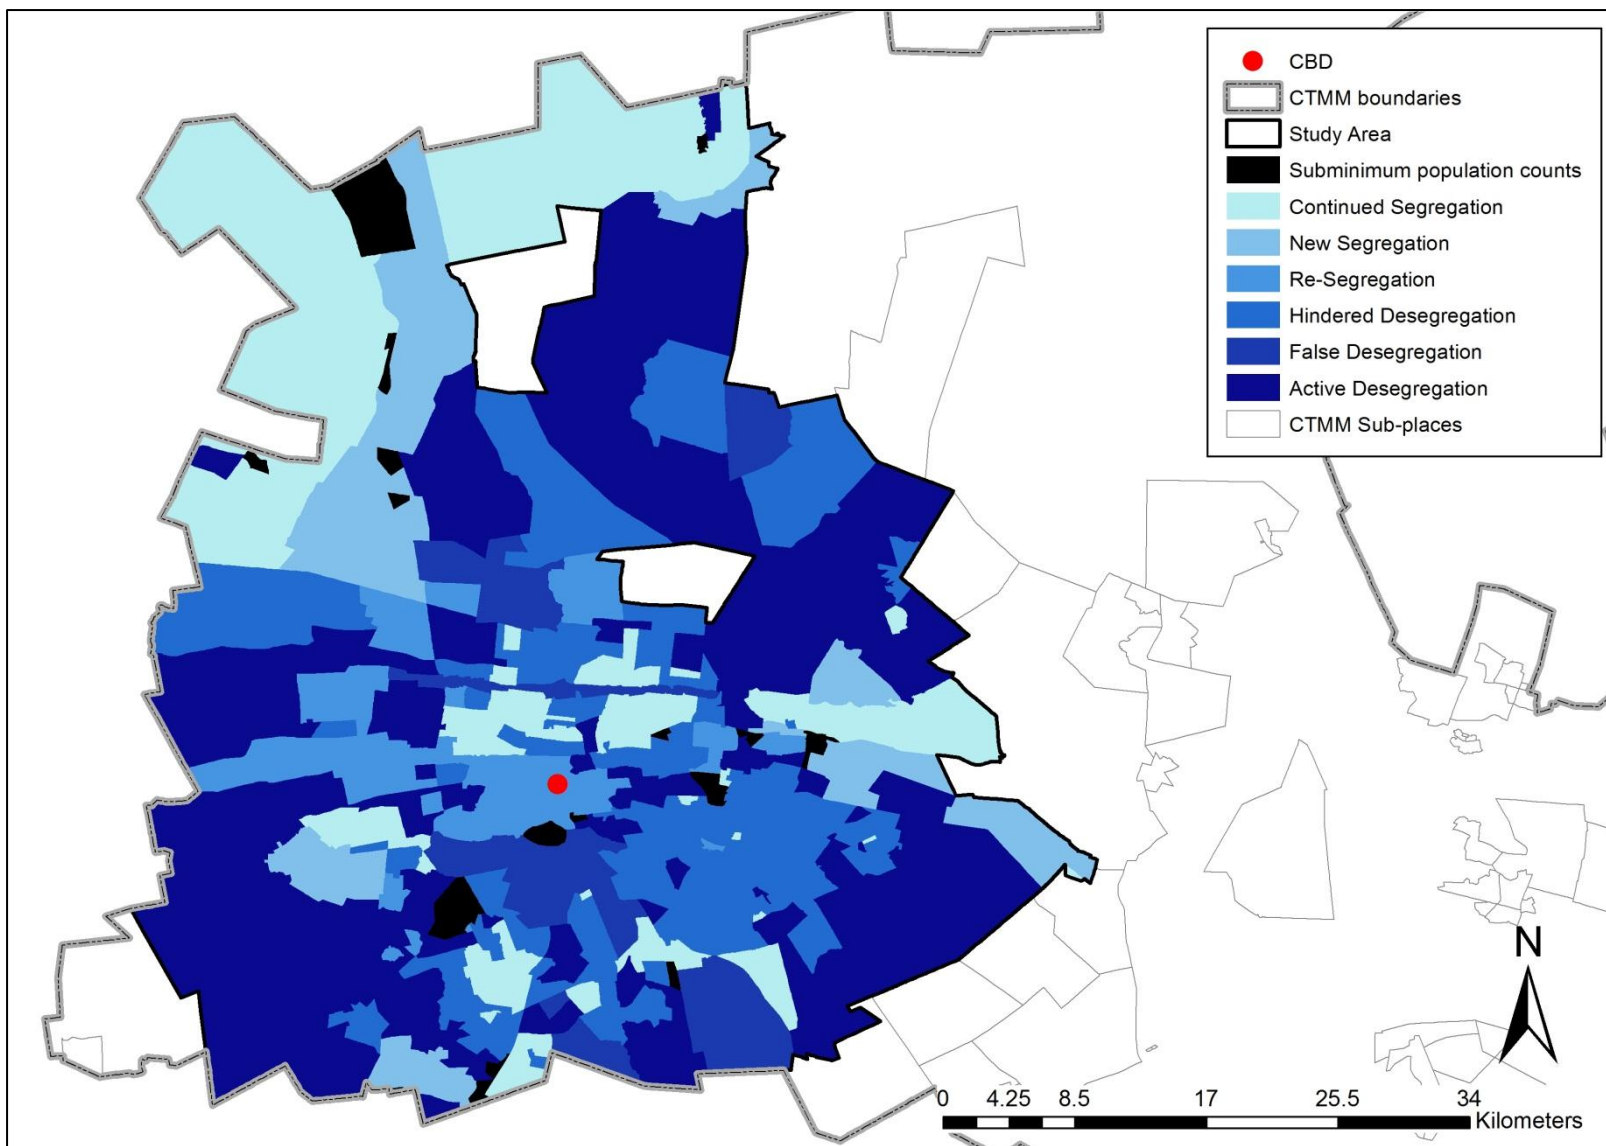 CBD
CTMM boundaries
Study Area
Subminimum population counts
Continued Segregation
New Segregation
Re-Segregation
Hindered Desegregation
False Desegregation
Active Desegregation
CTMM Sub-places
N
0 4.25 8.5 17 25.5 34
Kilometers